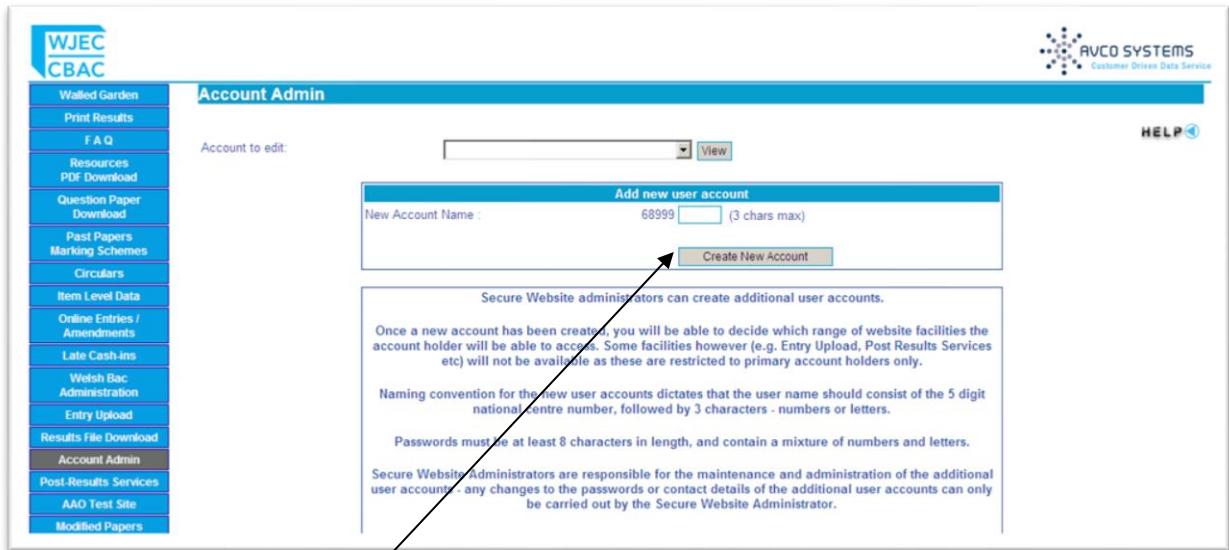 WJEC
CBAC
AVCO SYSTEMS
Customer Driven Data Service
Walled Garden
Print Results
F A Q
Resources
PDF Download
Question Paper
Download
Past Papers
Marking Schemes
Circulars
Item Level Data
Online Entries /
Amendments
Late Cash-ins
Welsh Bac
Administration
Entry Upload
Results File Download
Account Admin
Post-Results Services
AAO Test Site
Modified Papers
Account Admin
HELP
Account to edit:
View
Add new user account
New Account Name :
68999
(3 chars max)
Create New Account
Secure Website administrators can create additional user accounts.
Once a new account has been created, you will be able to decide which range of website facilities the
account holder will be able to access. Some facilities however (e.g. Entry Upload, Post Results Services
etc) will not be available as these are restricted to primary account holders only.
Naming convention for the new user accounts dictates that the user name should consist of the 5 digit
national centre number, followed by 3 characters - numbers or letters.
Passwords must be at least 8 characters in length, and contain a mixture of numbers and letters.
Secure Website Administrators are responsible for the maintenance and administration of the additional
user accounts - any changes to the passwords or contact details of the additional user accounts can only
be carried out by the Secure Website Administrator.